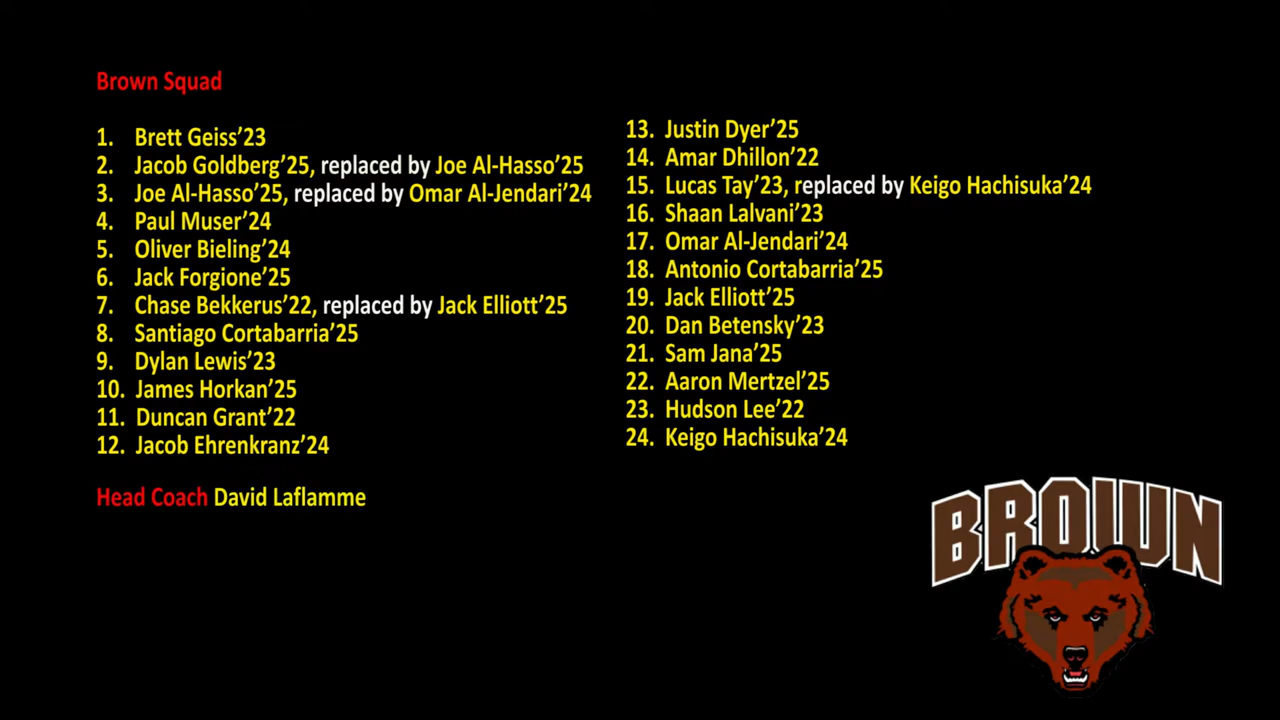 Brown Squad
1. Brett Geiss’23
2. Jacob Goldberg’25, replaced by Joe Al-Hasso’25
3. Joe Al-Hasso’25, replaced by Omar Al-Jendari’24
4. Paul Muser’24
5. Oliver Bieling’24
6. Jack Forgione’25
7. Chase Bekkerus’22, replaced by Jack Elliott’25
8. Santiago Cortabarria’25
9. Dylan Lewis’23
10. James Horkan’25
11. Duncan Grant’22
12. Jacob Ehrenkranz’24
Head Coach David Laflamme
13. Justin Dyer’25
14. Amar Dhillon’22
15. Lucas Tay’23, replaced by Keigo Hachisuka’24
16. Shaan Lalvani’23
17. Omar Al-Jendari’24
18. Antonio Cortabarria’25
19. Jack Elliott’25
20. Dan Betensky’23
21. Sam Jana’25
22. Aaron Mertzel’25
23. Hudson Lee’22
24. Keigo Hachisuka’24
BROWN